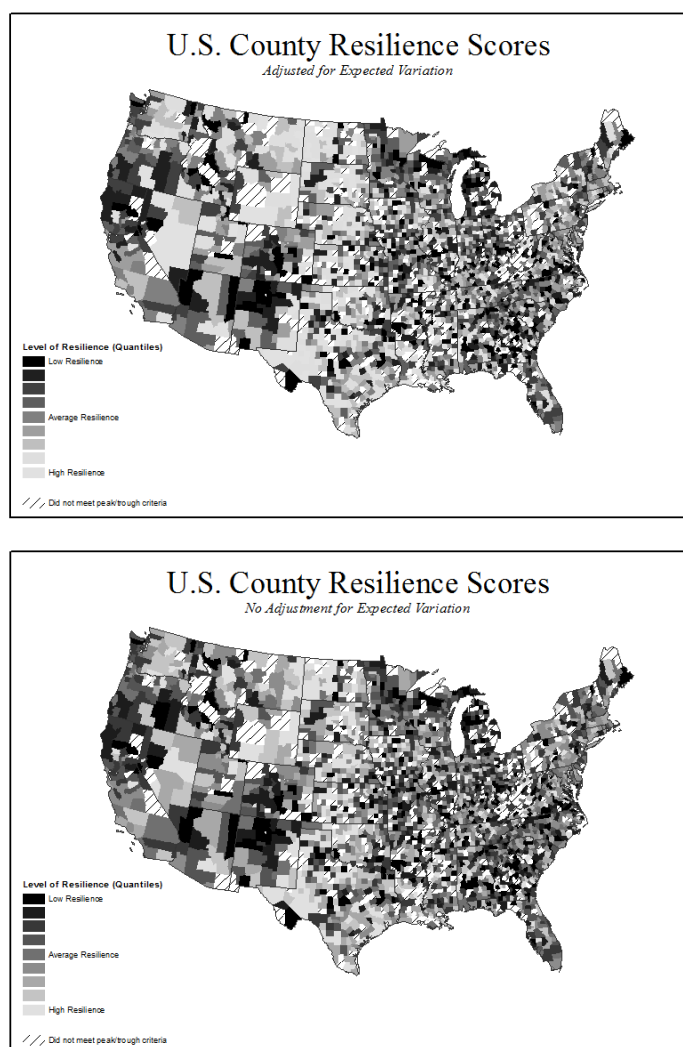 U.S. County Resilience Scores
Adjusted for Expected Variation
Level of Resilience (Quantiles)
Low Resilience
Average Resilience
High Resilience
Did not meet peak/trough criteria
U.S. County Resilience Scores
No Adjustment for Expected Variation
Level of Resilience (Quantiles)
Low Resilience
Average Resilience
High Resilience
Did not meet peak/trough criteria